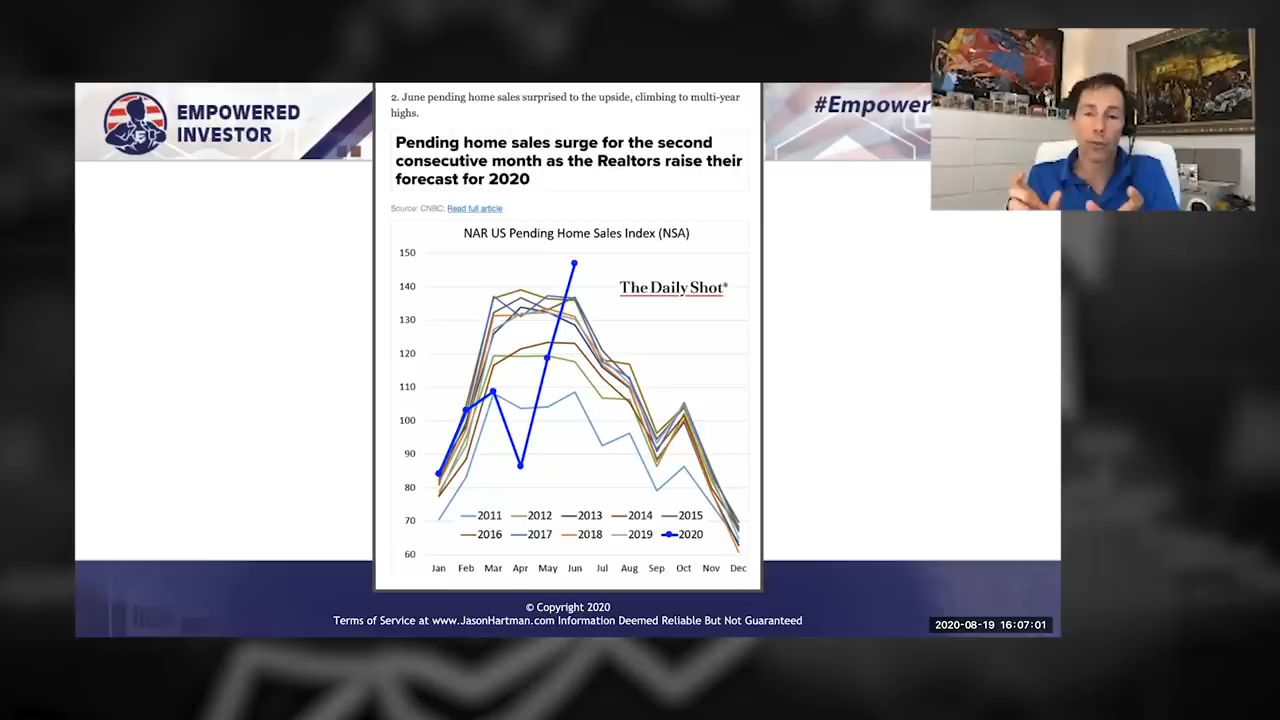 EMPOWERED
INVESTOR
#Empower
2. June pending home sales surprised to the upside, climbing to multi-year
highs.
Pending home sales surge for the second
consecutive month as the Realtors raise their
forecast for 2020
Source: CNBC; Read full article
NAR US Pending Home Sales Index (NSA)
The Daily Shot®
150
140
130
120
110
100
90
80
70
60
2011 2012 2013 2014 2015
2016 2017 2018 2019 2020
Jan Feb Mar Apr May Jun Jul Aug Sep Oct Nov Dec
© Copyright 2020
Terms of Service at www.JasonHartman.com Information Deemed Reliable But Not Guaranteed
2020-08-19 16:07:01